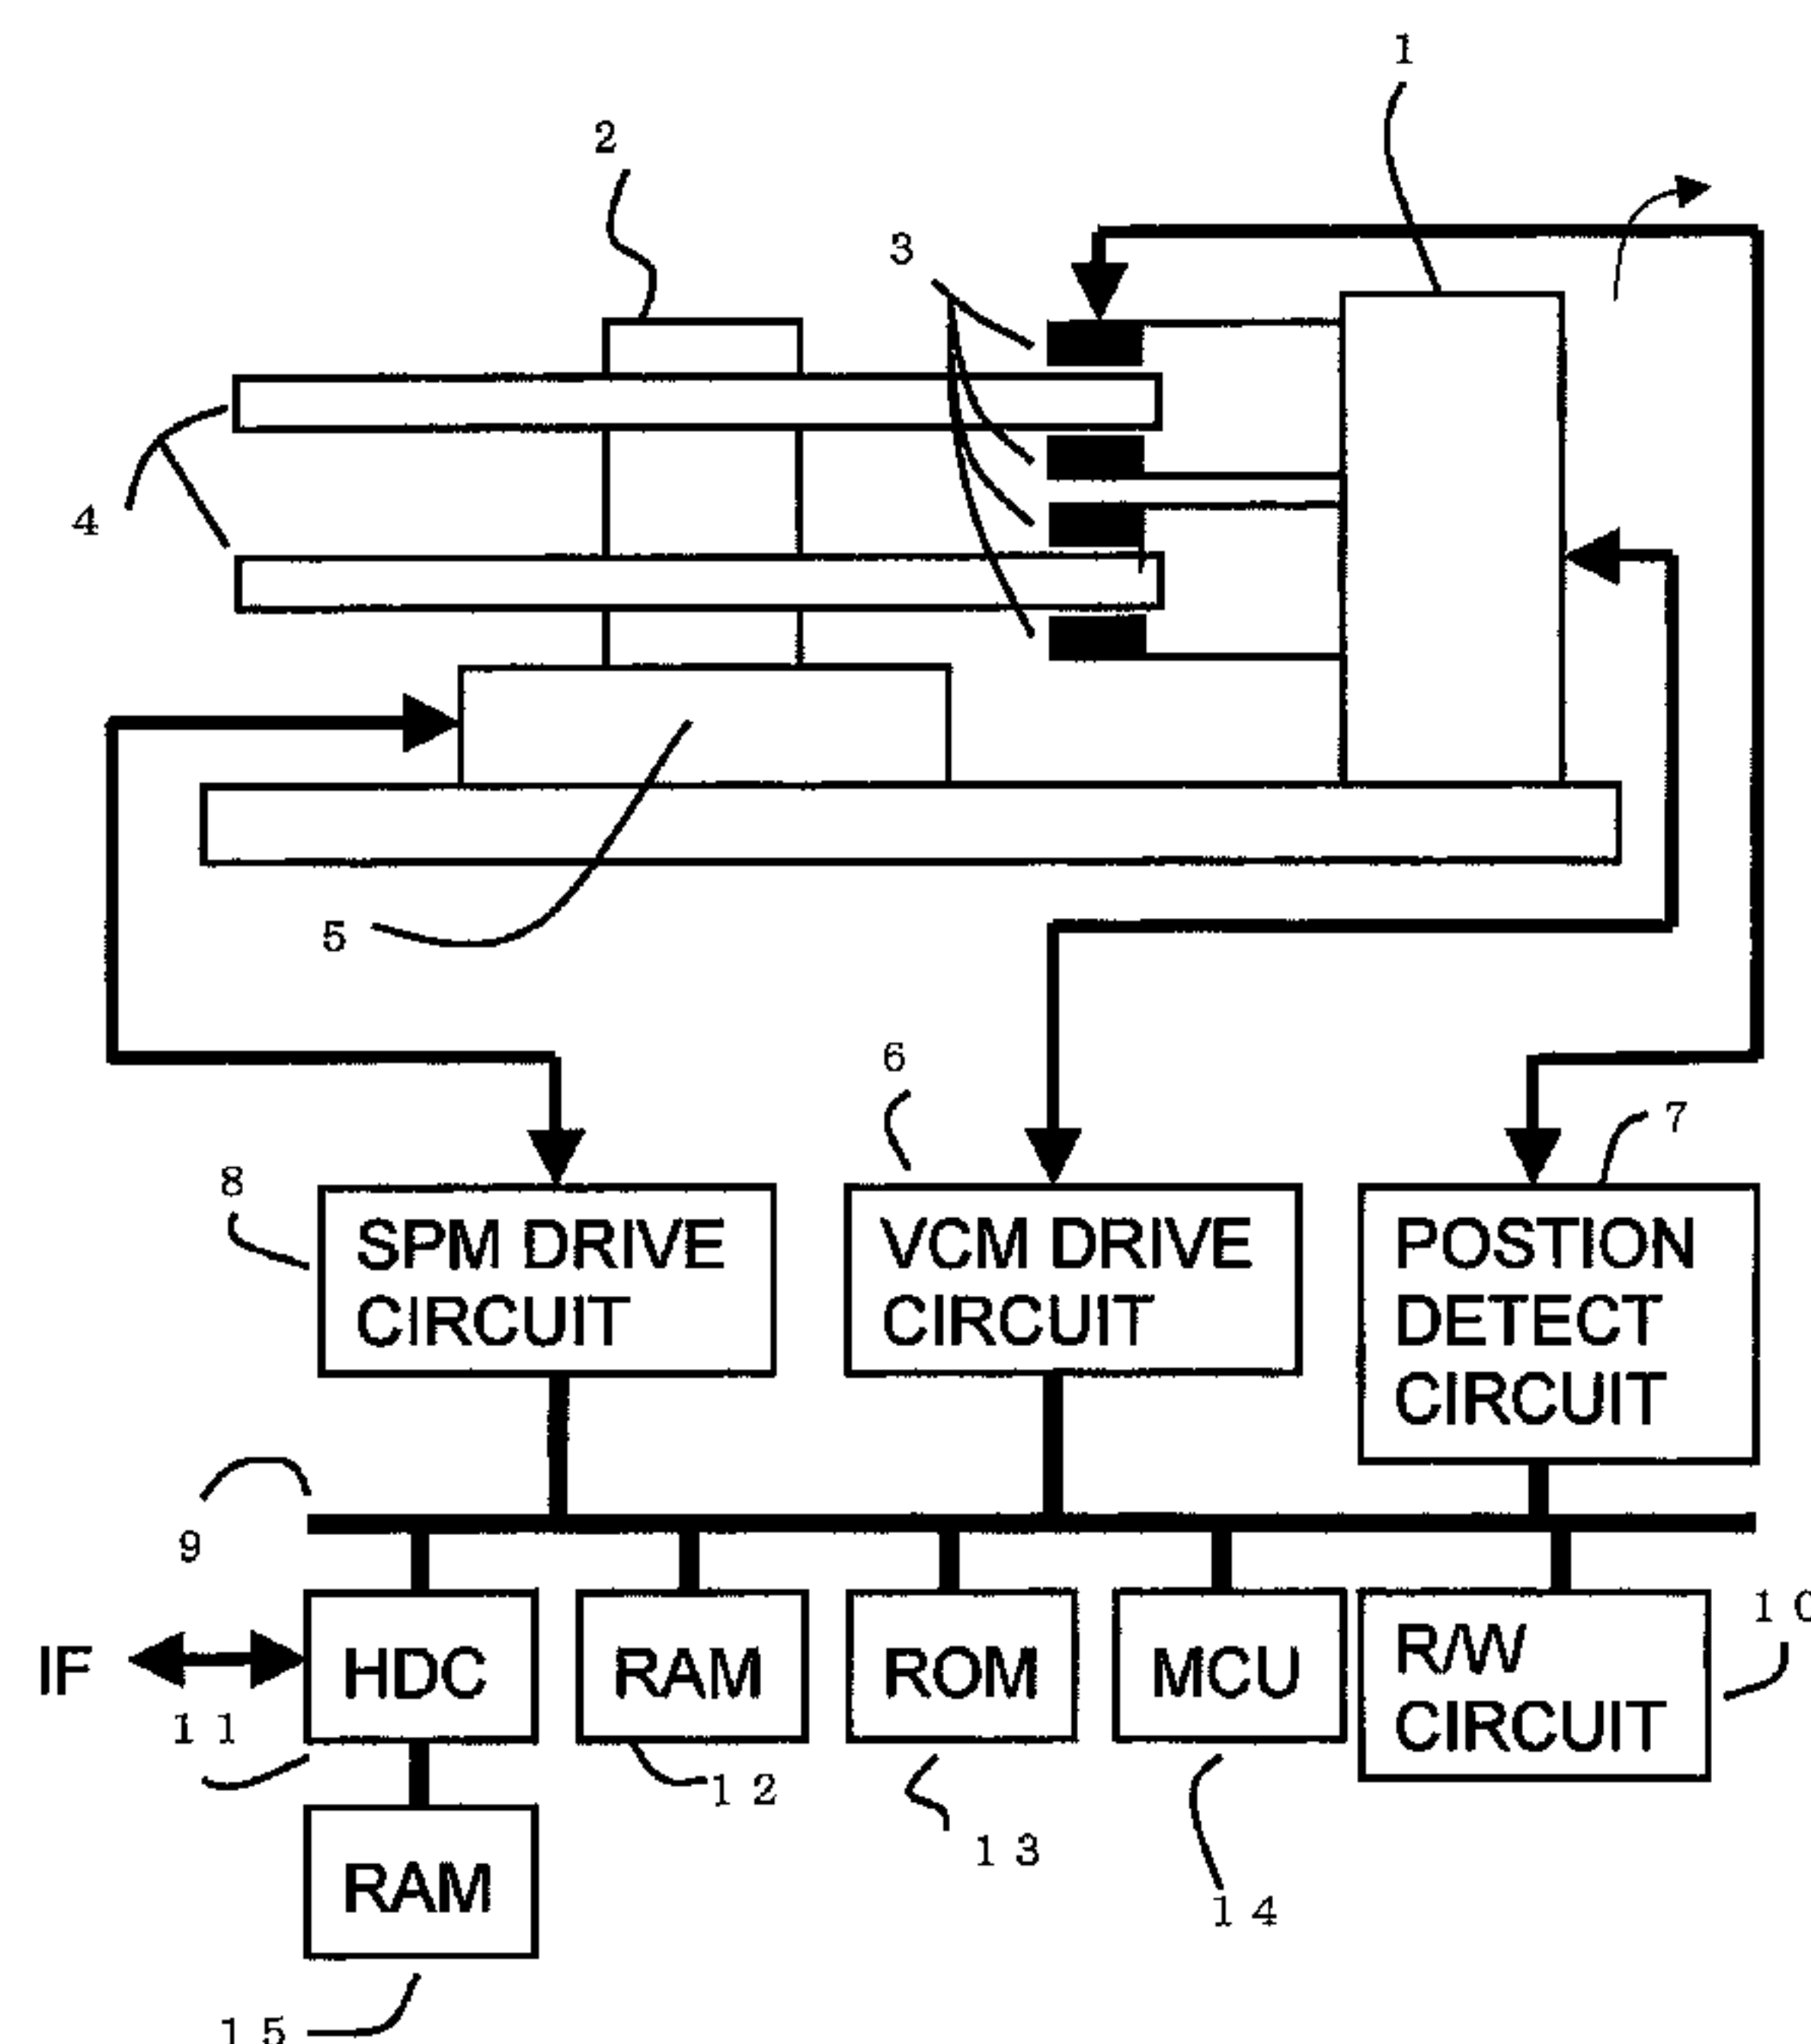 1
2
3
4
5
6
7
8
SPM DRIVE
CIRCUIT
VCM DRIVE
CIRCUIT
POSTION
DETECT
CIRCUIT
9
10
IF
HDC
RAM
ROM
MCU
R/W
CIRCUIT
11
12
13
14
RAM
15